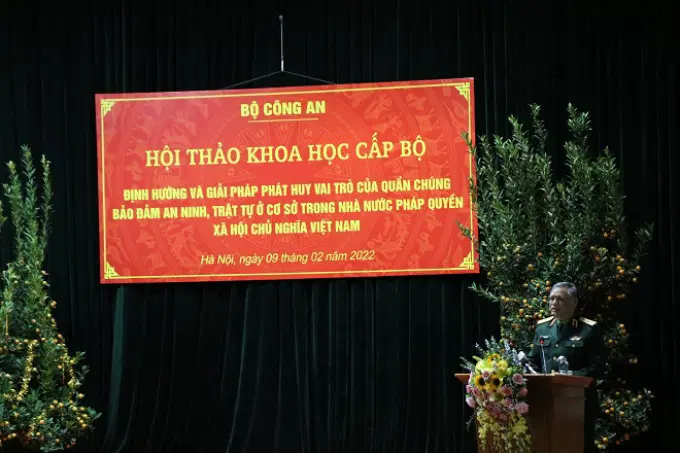 BỘ CÔNG AN
HỘI THẢO KHOA HỌC CẤP BỘ
ĐỊNH HƯỚNG VÀ GIẢI PHÁP PHÁT HUY VAI TRÒ CỦA QUẦN CHÚNG
BẢO ĐẢM AN NINH, TRẬT TỰ Ở CƠ SỞ TRONG NHÀ NƯỚC PHÁP QUYỀN
XÃ HỘI CHỦ NGHĨA VIỆT NAM
Hà Nội, ngày 09 tháng 02 năm 2022